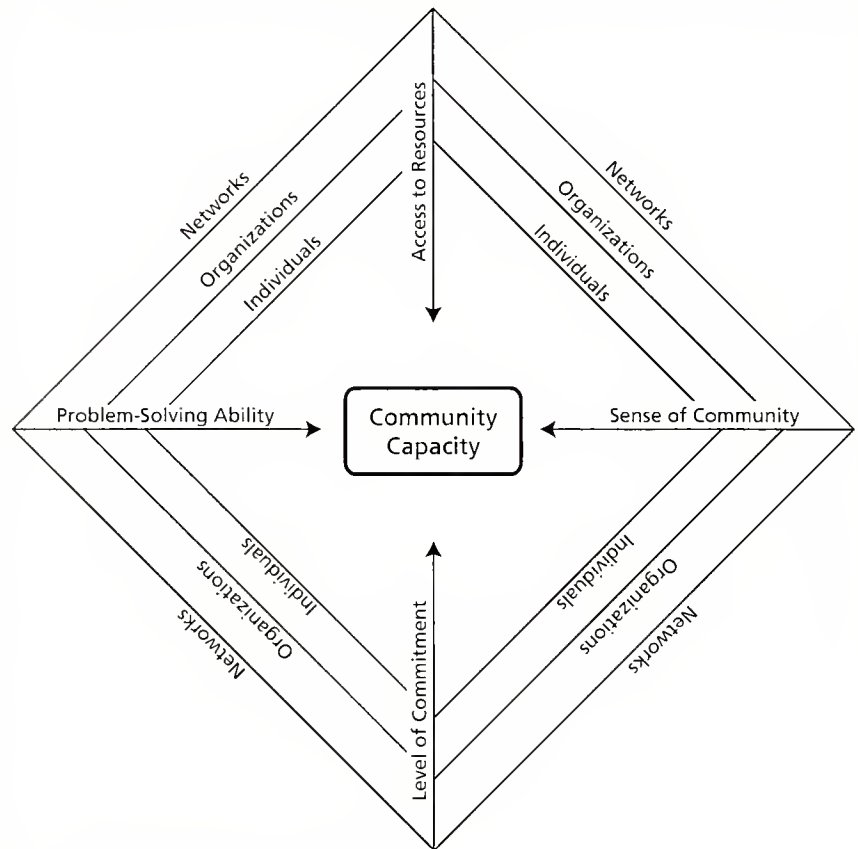 Access to Resources
Networks
Organizations
Individuals
Networks
Organizations
Individuals
Problem-Solving Ability
Community
Capacity
Sense of Community
Individuals
Organizations
Networks
Individuals
Organizations
Networks
Level of Commitment